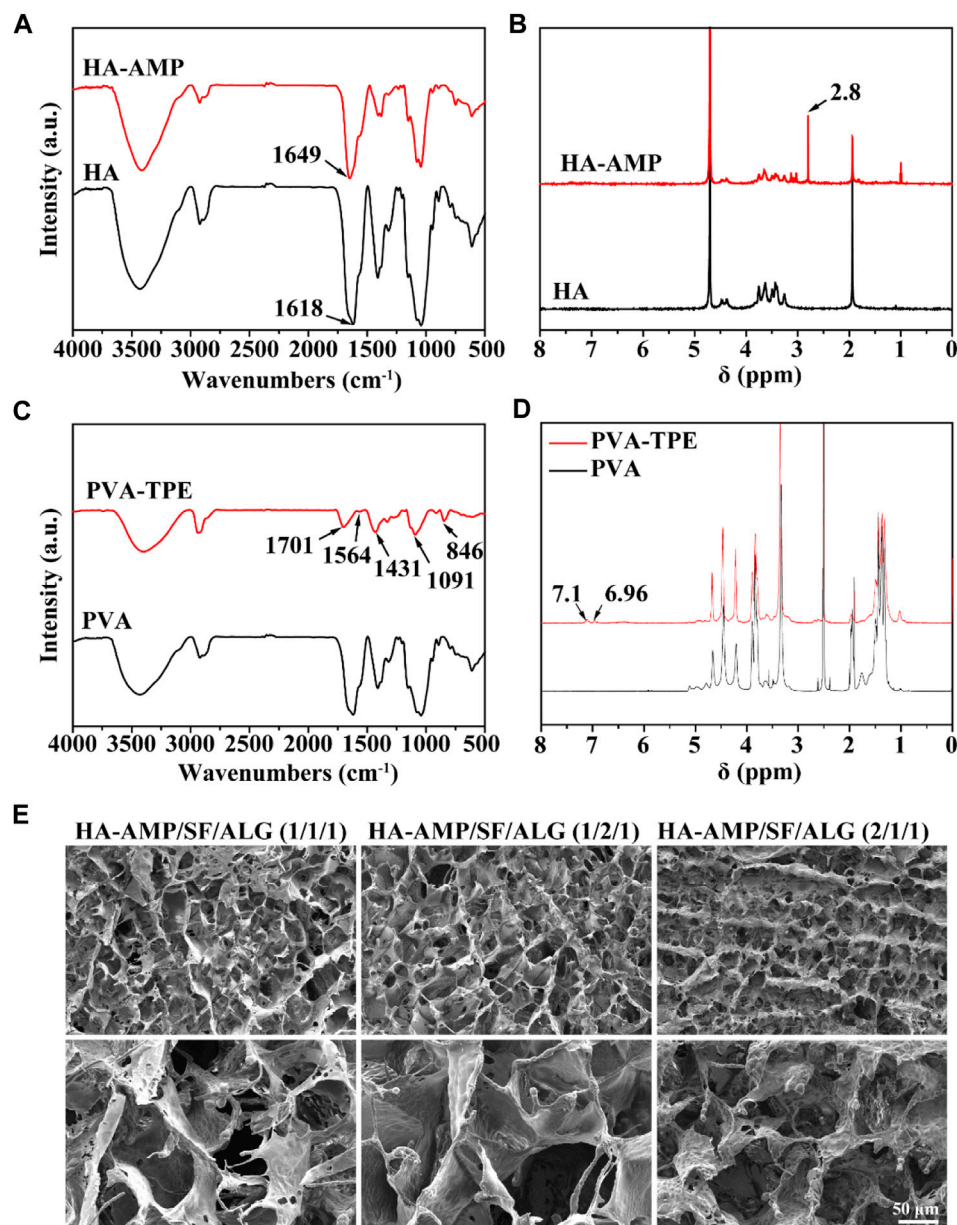 A
HA-AMP
1649
HA
1618
Intensity (a.u.)
4000 3500 3000 2500 2000 1500 1000 500
Wavenumbers (cm⁻¹)
B
2.8
HA-AMP
HA
8 7 6 5 4 3 2 1 0
δ (ppm)
C
PVA-TPE
1701
1564
1431
1091
846
PVA
Intensity (a.u.)
4000 3500 3000 2500 2000 1500 1000 500
Wavenumbers (cm⁻¹)
D
PVA-TPE
PVA
7.1
6.96
8 7 6 5 4 3 2 1 0
δ (ppm)
E
HA-AMP/SF/ALG (1/1/1) HA-AMP/SF/ALG (1/2/1) HA-AMP/SF/ALG (2/1/1)
50 μm